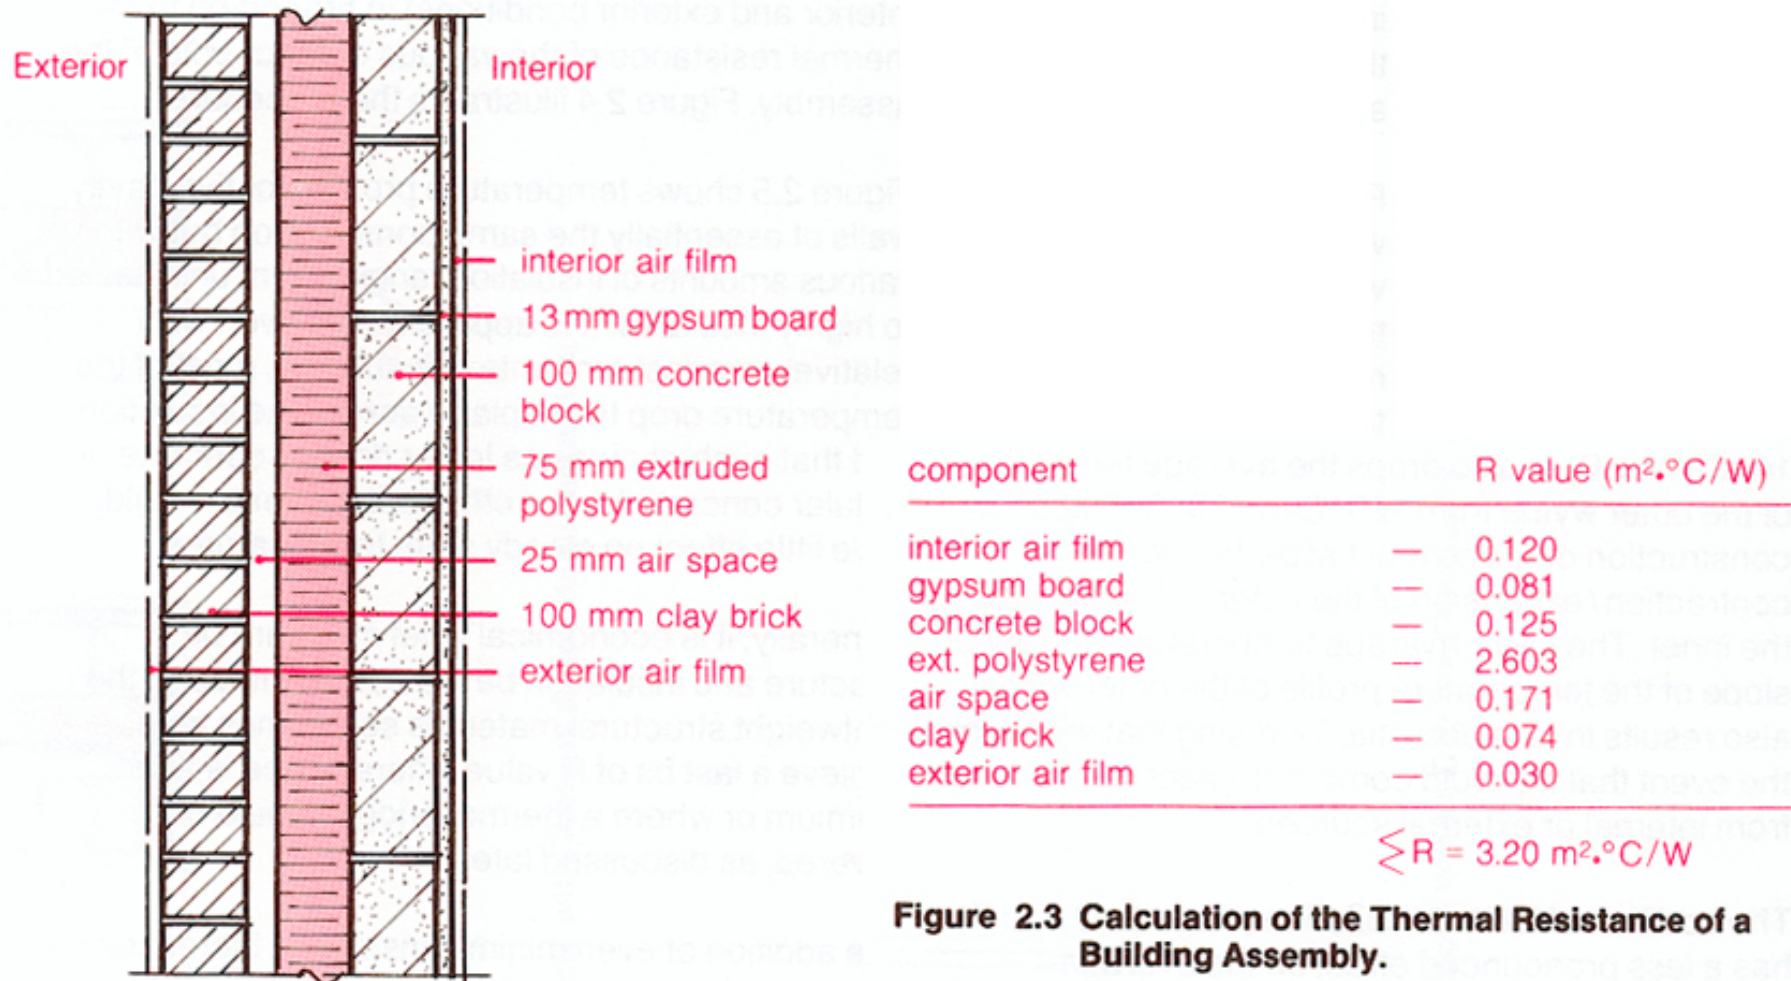 Exterior
Interior
interior air film
13 mm gypsum board
100 mm concrete
block
75 mm extruded
polystyrene
25 mm air space
100 mm clay brick
exterior air film
component R value (m²•°C/W)
interior air film — 0.120
gypsum board — 0.081
concrete block — 0.125
ext. polystyrene — 2.603
air space — 0.171
clay brick — 0.074
exterior air film — 0.030
∑R = 3.20 m²•°C/W
Figure 2.3 Calculation of the Thermal Resistance of a
Building Assembly.